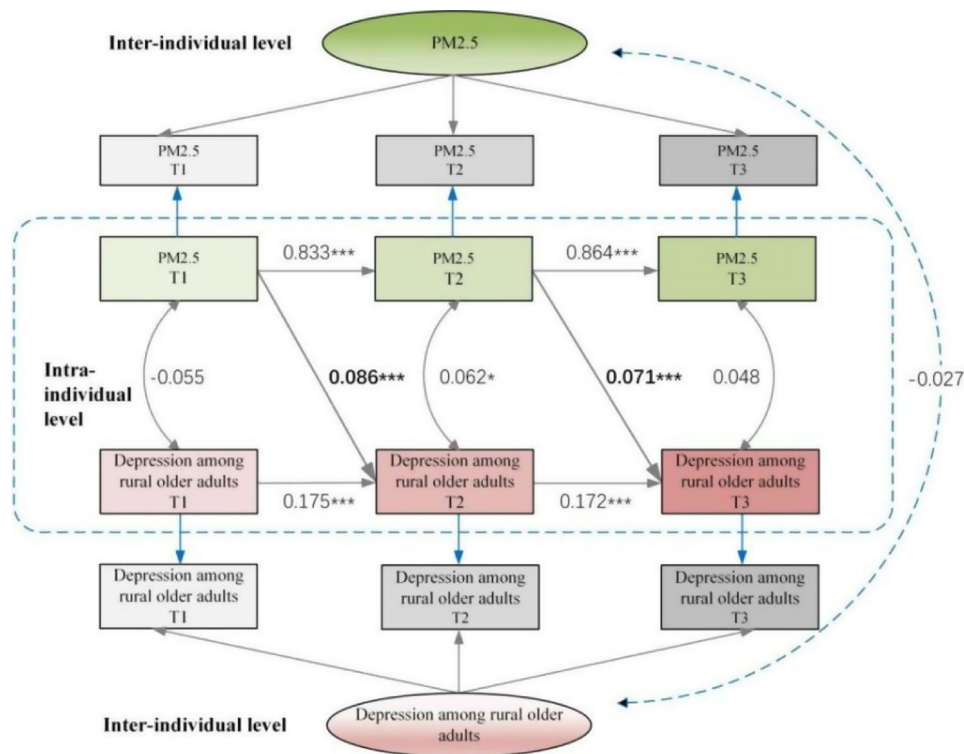 Inter-individual level
PM2.5
PM2.5
T1
PM2.5
T2
PM2.5
T3
PM2.5
T1
0.833***
PM2.5
T2
0.864***
PM2.5
T3
Intra-
individual
level
-0.055
0.086***
0.062*
0.071***
0.048
-0.027
Depression among
rural older adults
T1
0.175***
Depression among
rural older adults
T2
0.172***
Depression among
rural older adults
T3
Depression among
rural older adults
T1
Depression among
rural older adults
T2
Depression among
rural older adults
T3
Inter-individual level
Depression among rural older
adults